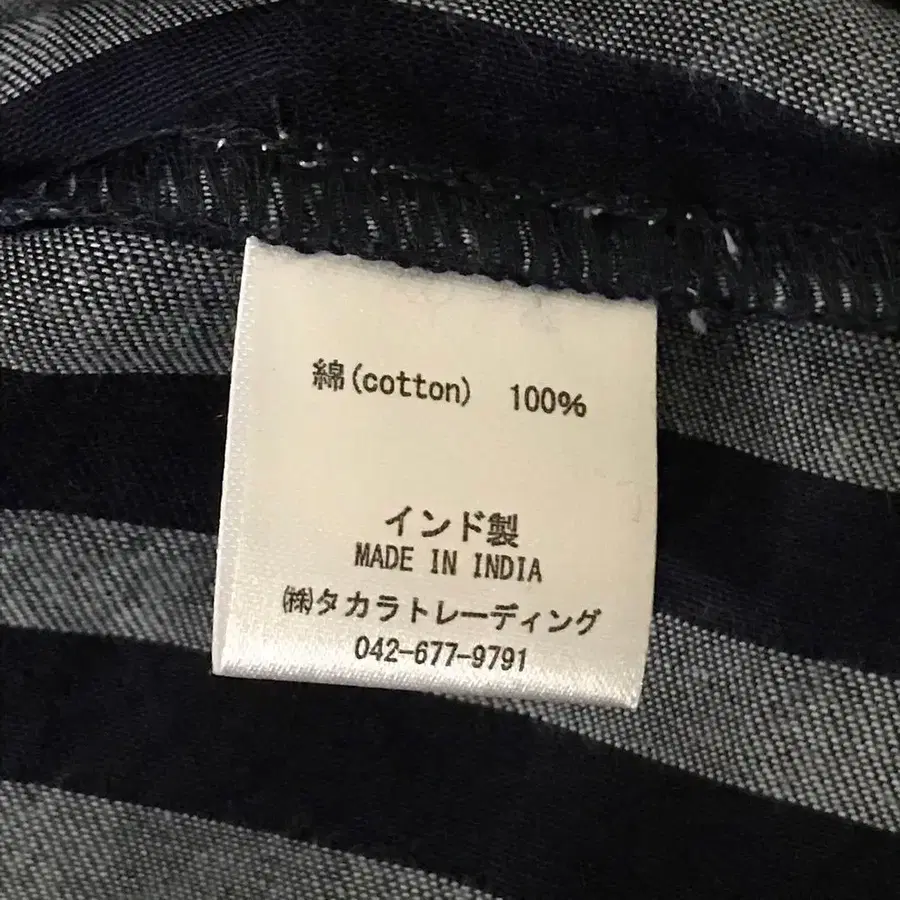 綿(cotton) 100%
インド製
MADE IN INDIA
㈱タカラトレーディング
042-677-9791